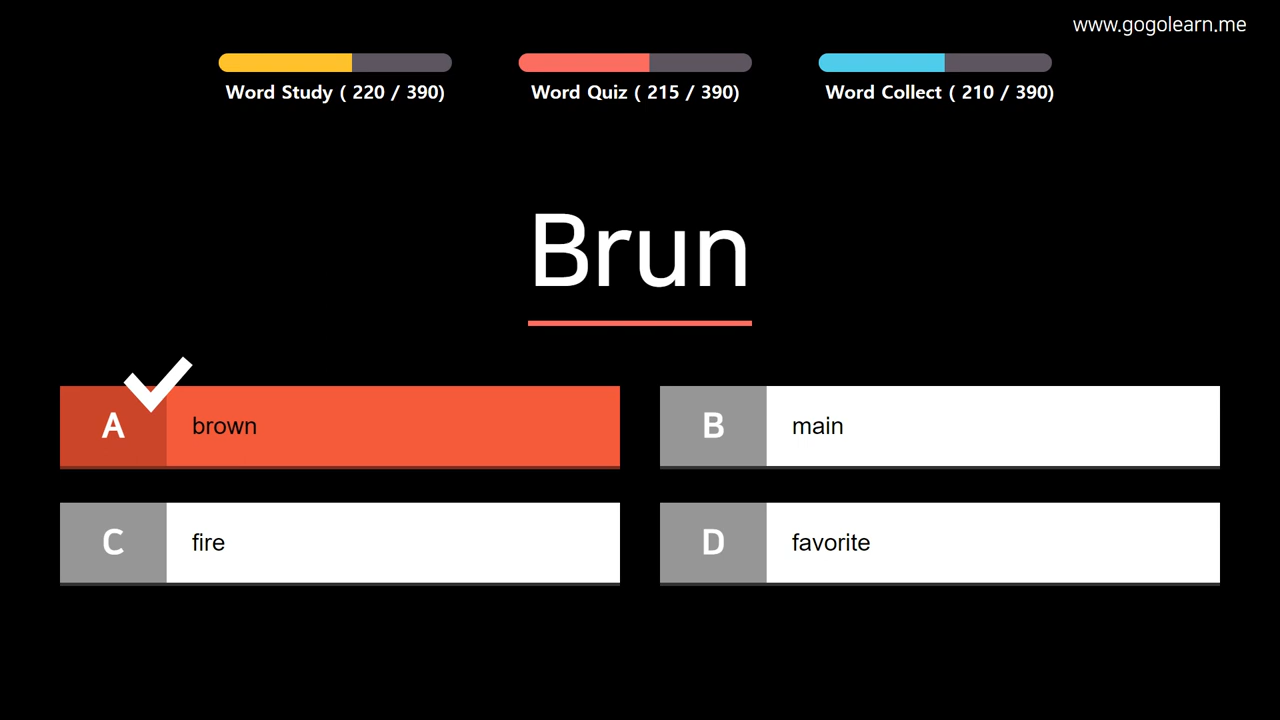 www.gogolearn.me
Word Study ( 220 / 390)
Word Quiz ( 215 / 390)
Word Collect ( 210 / 390)
Brun
A brown
B main
C fire
D favorite